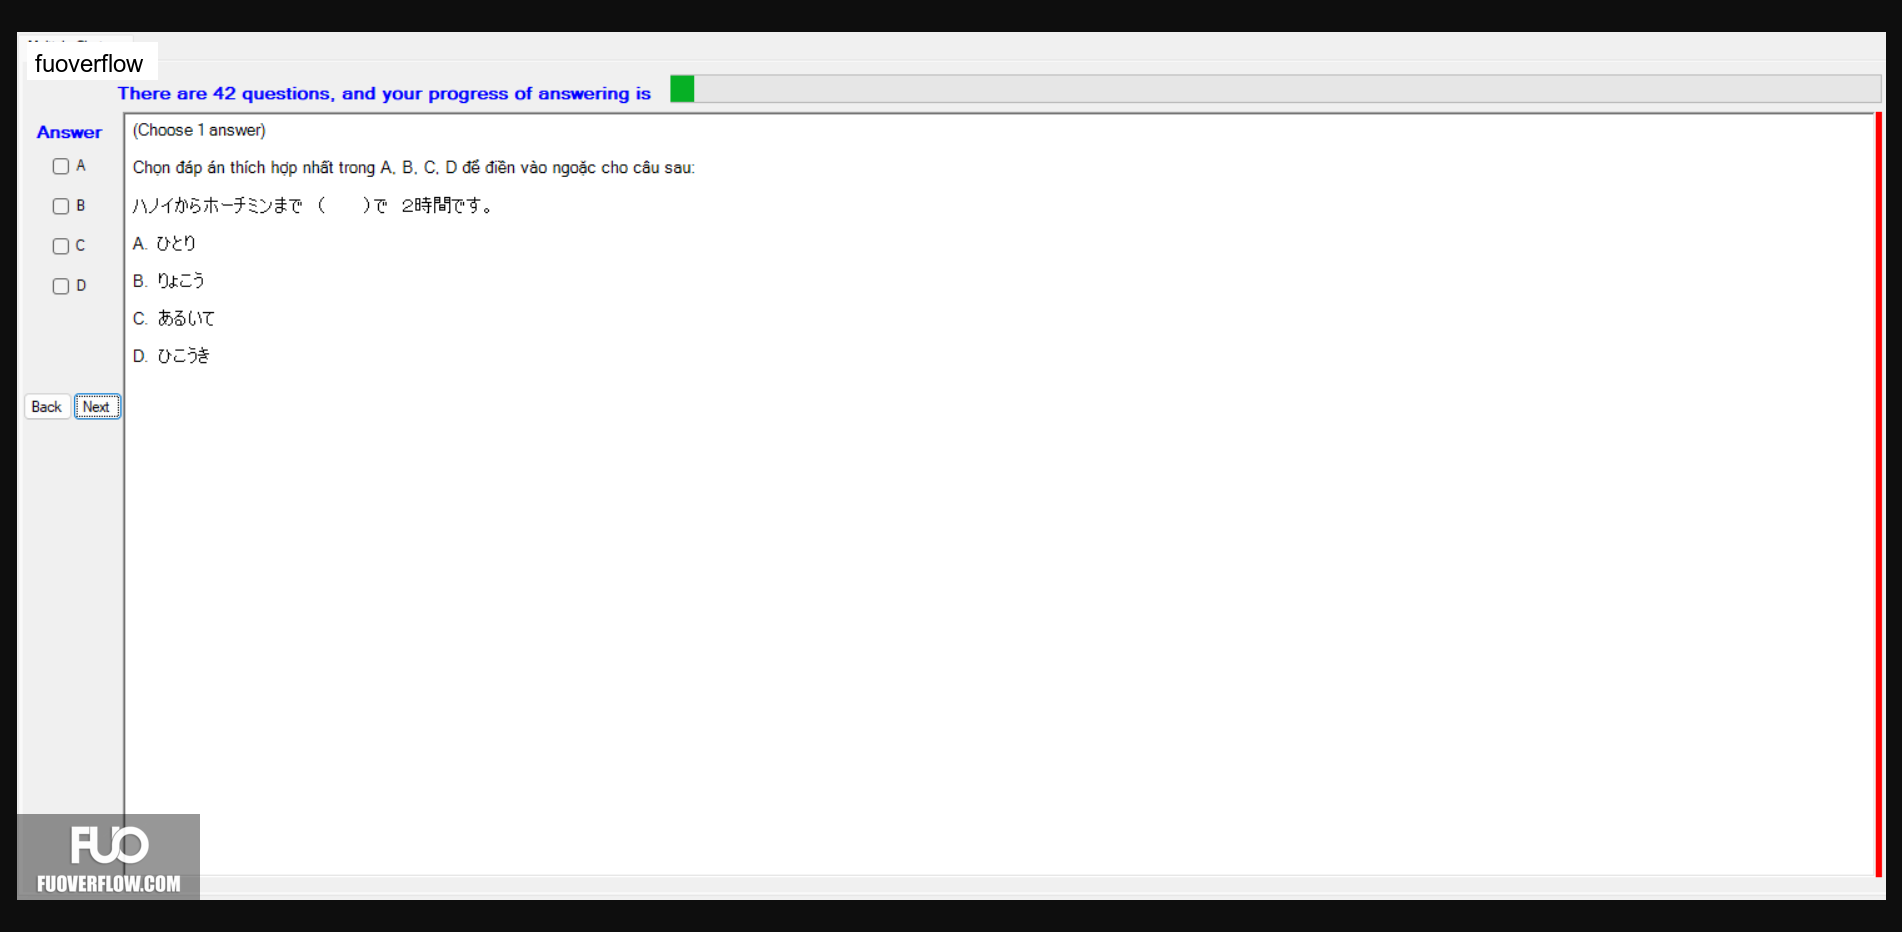 fuoverflow
There are 42 questions, and your progress of answering is
Answer
(Choose 1 answer)
A
Chọn đáp án thích hợp nhất trong A, B, C, D để điền vào ngoặc cho câu sau:
B
ハノイからホーチミンまで （　　）で　2時間です。
C
A. ひとり
D
B. りょこう
C. あるいて
D. ひこうき
Back Next
FUO
FUOVERFLOW.COM